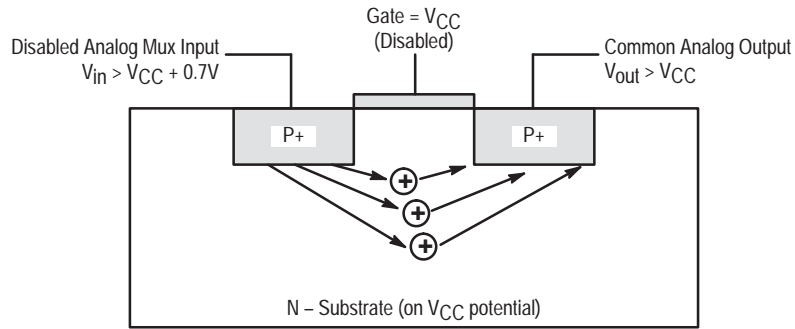 Gate = VCC
(Disabled)
Disabled Analog Mux Input
Vin > VCC + 0.7V
Common Analog Output
Vout > VCC
P+
P+
+
+
+
N – Substrate (on VCC potential)